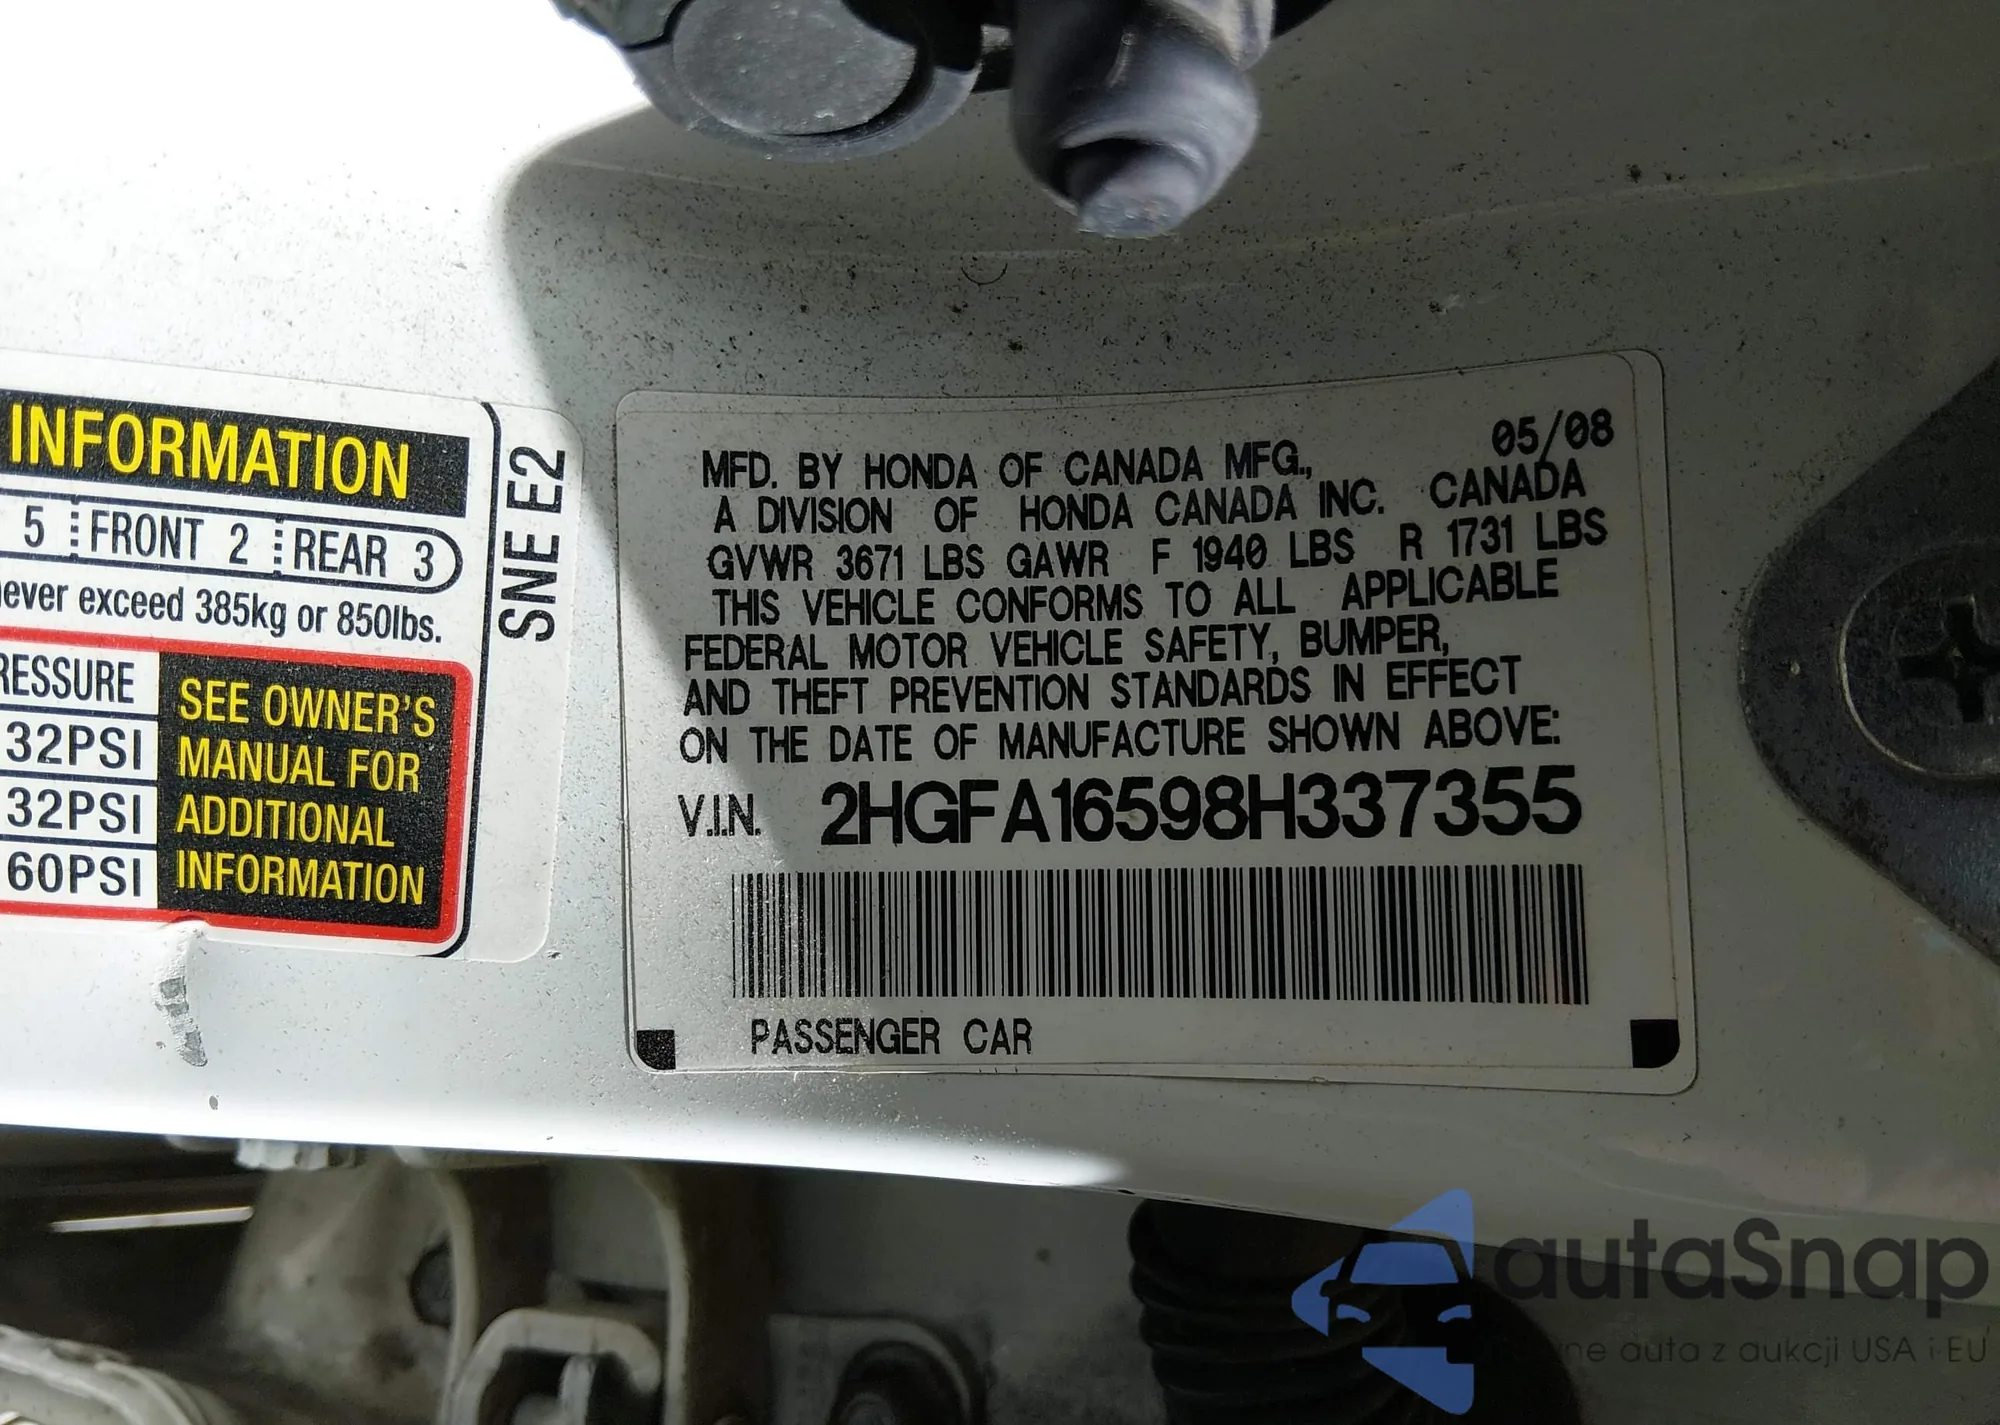 INFORMATION
5 FRONT 2 REAR 3
never exceed 385kg or 850lbs.
PRESSURE
32PSI
32PSI
60PSI
SEE OWNER'S
MANUAL FOR
ADDITIONAL
INFORMATION
SNE E2
05/08
MFD. BY HONDA OF CANADA MFG.,
A DIVISION OF HONDA CANADA INC. CANADA
GVWR 3671 LBS GAWR F 1940 LBS R 1731 LBS
THIS VEHICLE CONFORMS TO ALL APPLICABLE
FEDERAL MOTOR VEHICLE SAFETY, BUMPER,
AND THEFT PREVENTION STANDARDS IN EFFECT
ON THE DATE OF MANUFACTURE SHOWN ABOVE:
V.I.N. 2HGFA16598H337355
PASSENGER CAR
autaSnap
auta z aukcji USA i EU